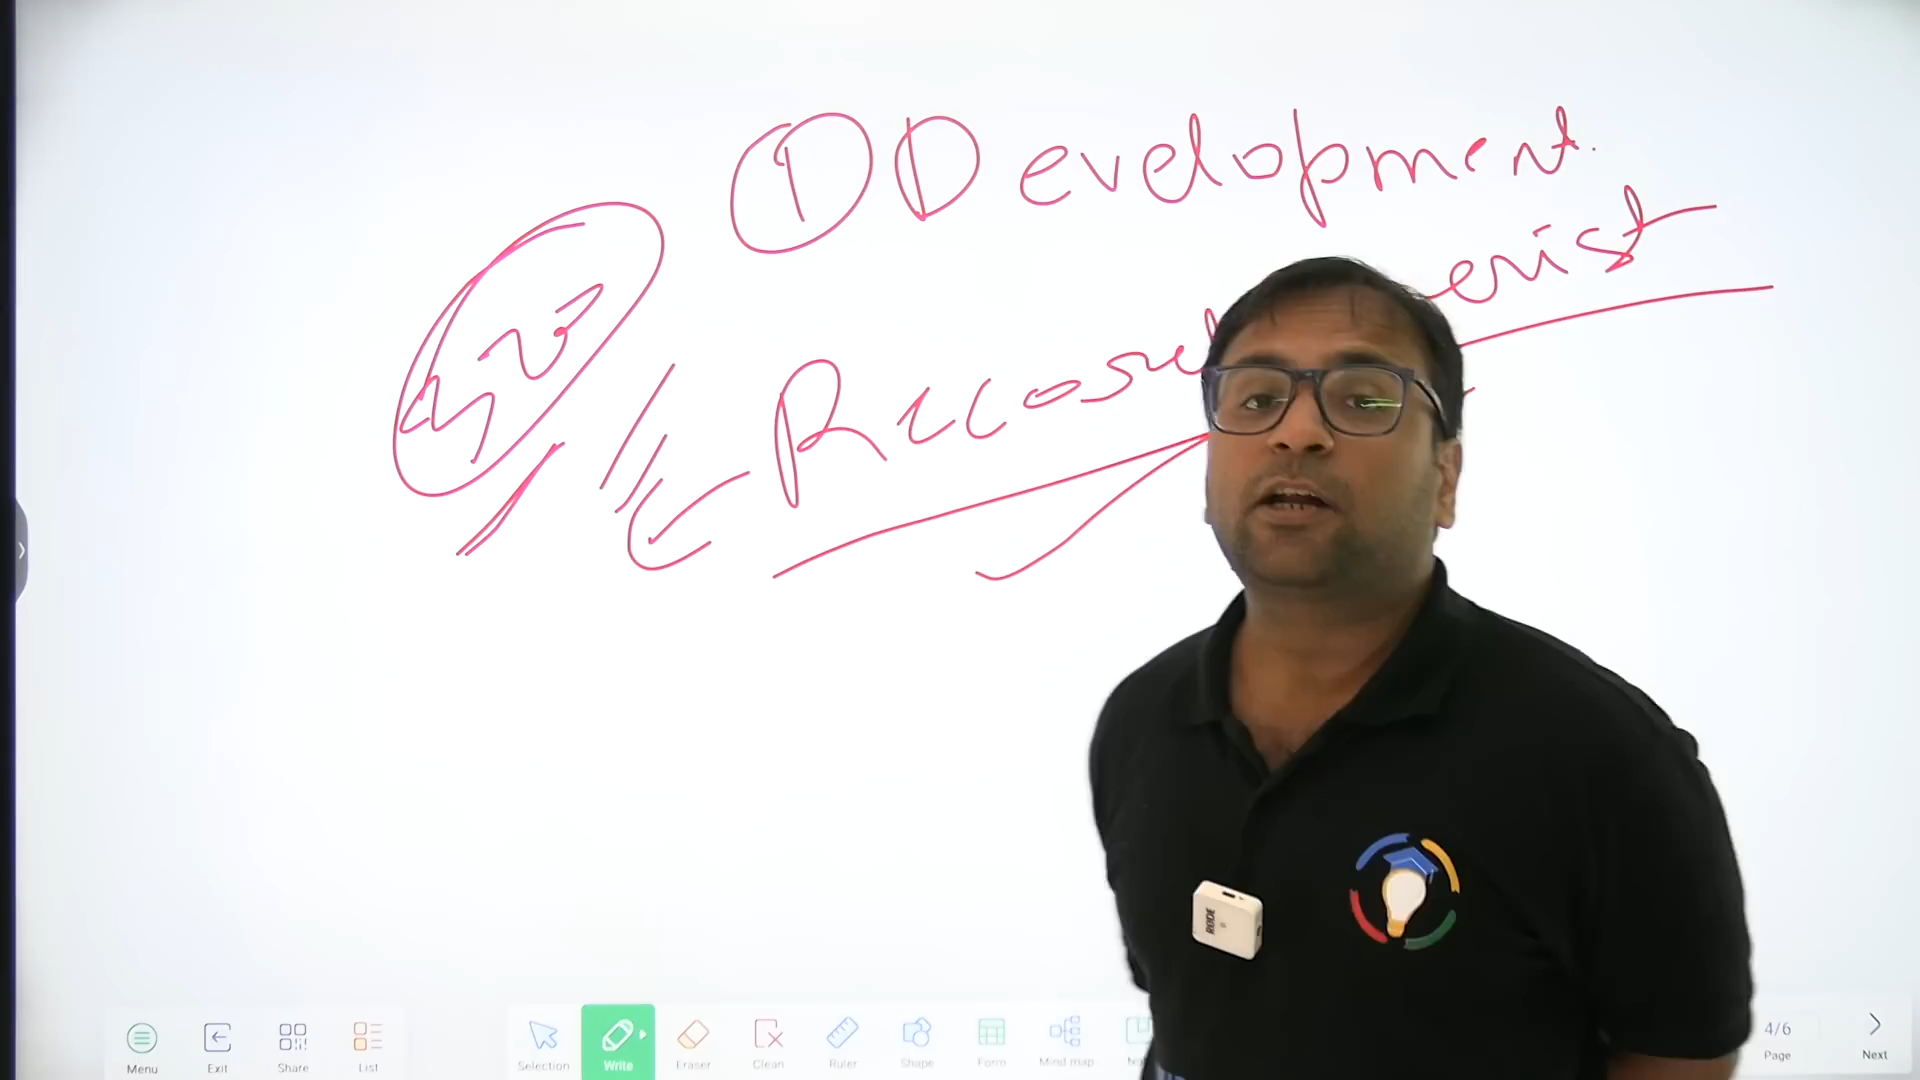 ① Development.
RODE
Menu
Exit
Share
List
Selection
Write
Eraser
Clean
Ruler
Shape
Form
Mind map
4/6
Page
Next